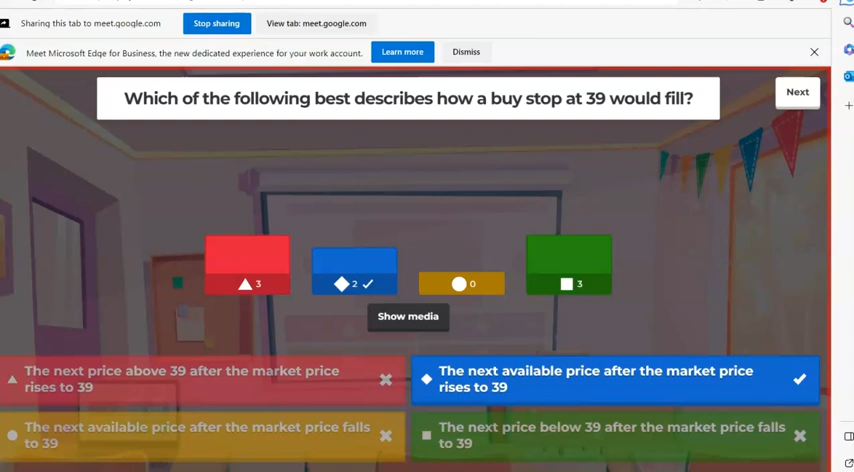 Sharing this tab to meet.google.com
Stop sharing
View tab: meet.google.com
Meet Microsoft Edge for Business, the new dedicated experience for your work account.
Learn more
Dismiss
Which of the following best describes how a buy stop at 39 would fill?
Next
3
2
0
3
Show media
The next price above 39 after the market price
rises to 39
The next available price after the market price
rises to 39
The next available price after the market price falls
to 39
The next price below 39 after the market price falls
to 39